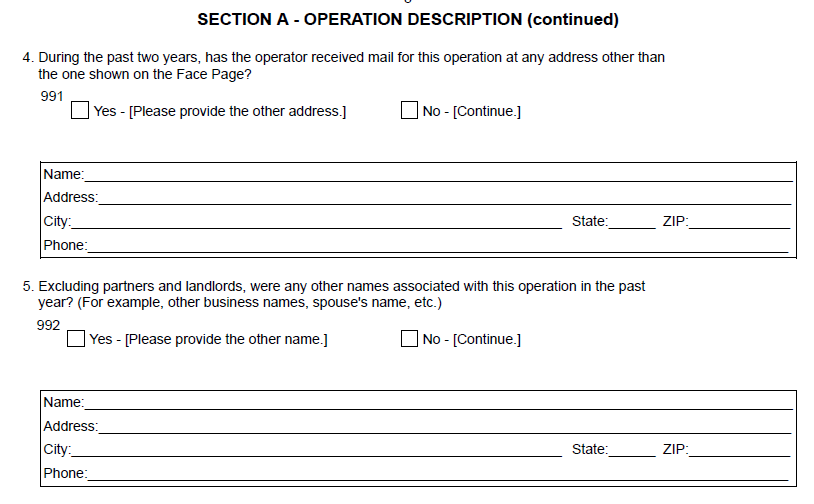 SECTION A - OPERATION DESCRIPTION (continued)
4. During the past two years, has the operator received mail for this operation at any address other than
the one shown on the Face Page?
991
Yes - [Please provide the other address.] No - [Continue.]
Name:
Address:
City: State: ZIP:
Phone:
5. Excluding partners and landlords, were any other names associated with this operation in the past
year? (For example, other business names, spouse's name, etc.)
992
Yes - [Please provide the other name.] No - [Continue.]
Name:
Address:
City: State: ZIP:
Phone: